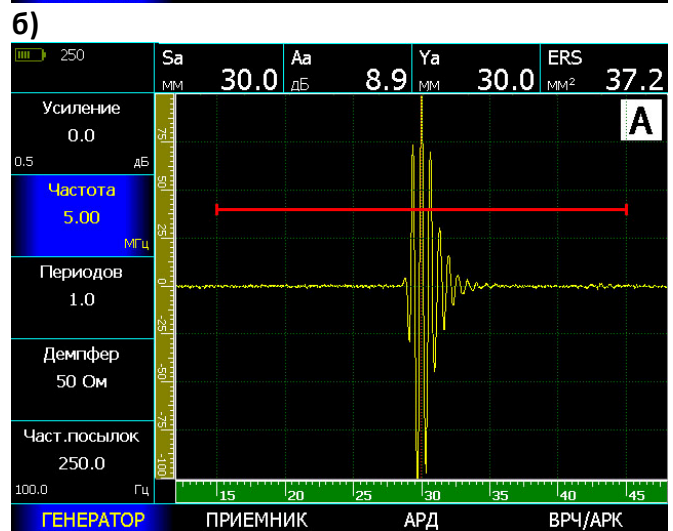 б)
250
Sa
мм 30.0
Aa
дБ 8.9
Ya
мм 30.0
ERS
мм² 37.2
Усиление
0.0
0.5 дБ
Частота
5.00
МГц
Периодов
1.0
Демпфер
50 Ом
Част.посылок
250.0
100.0 Гц
A
75
50
25
0
-25
-50
-75
-100
15 20 25 30 35 40 45
ГЕНЕРАТОР ПРИЕМНИК АРД ВРЧ/АРК